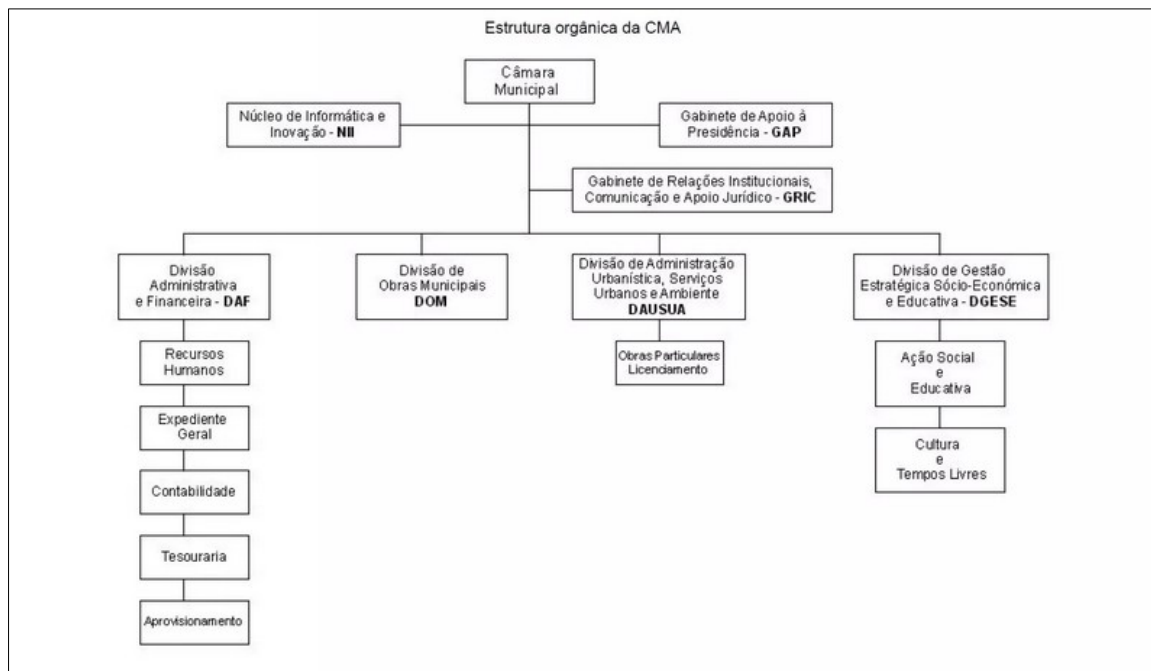 Estrutura orgânica da CMA
Câmara
Municipal
Núcleo de Informática e
Inovação - NII
Gabinete de Apoio à
Presidência - GAP
Gabinete de Relações Institucionais,
Comunicação e Apoio Jurídico - GRIC
Divisão
Administrativa
e Financeira - DAF
Divisão de
Obras Municipais
DOM
Divisão de Administração
Urbanística, Serviços
Urbanos e Ambiente
DAUSUA
Divisão de Gestão
Estratégica Sócio-Económica
e Educativa - DGESE
Recursos
Humanos
Obras Particulares
Licenciamento
Ação Social
e
Educativa
Expediente
Geral
Cultura
e
Tempos Livres
Contabilidade
Tesouraria
Aprovisionamento